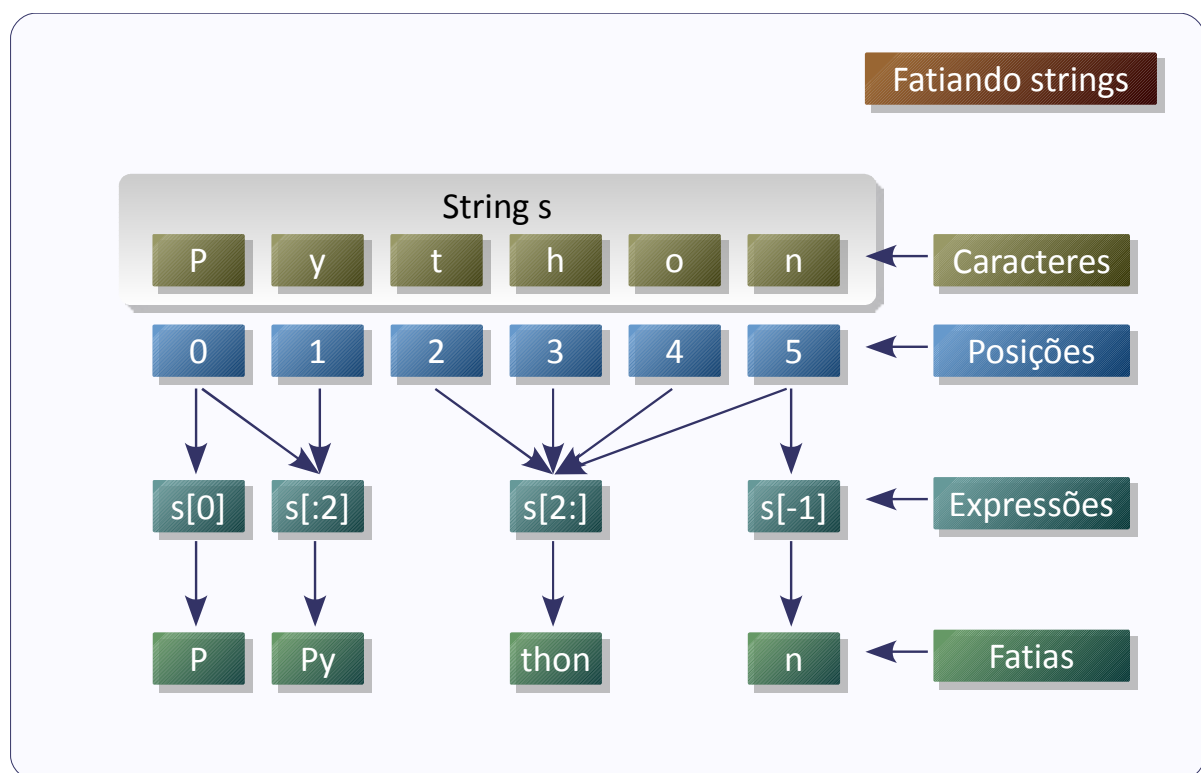 Fatiando strings
String s
P y t h o n
Caracteres
0 1 2 3 4 5
Posições
s[0] s[:2] s[2:] s[-1]
Expressões
P Py thon n
Fatias